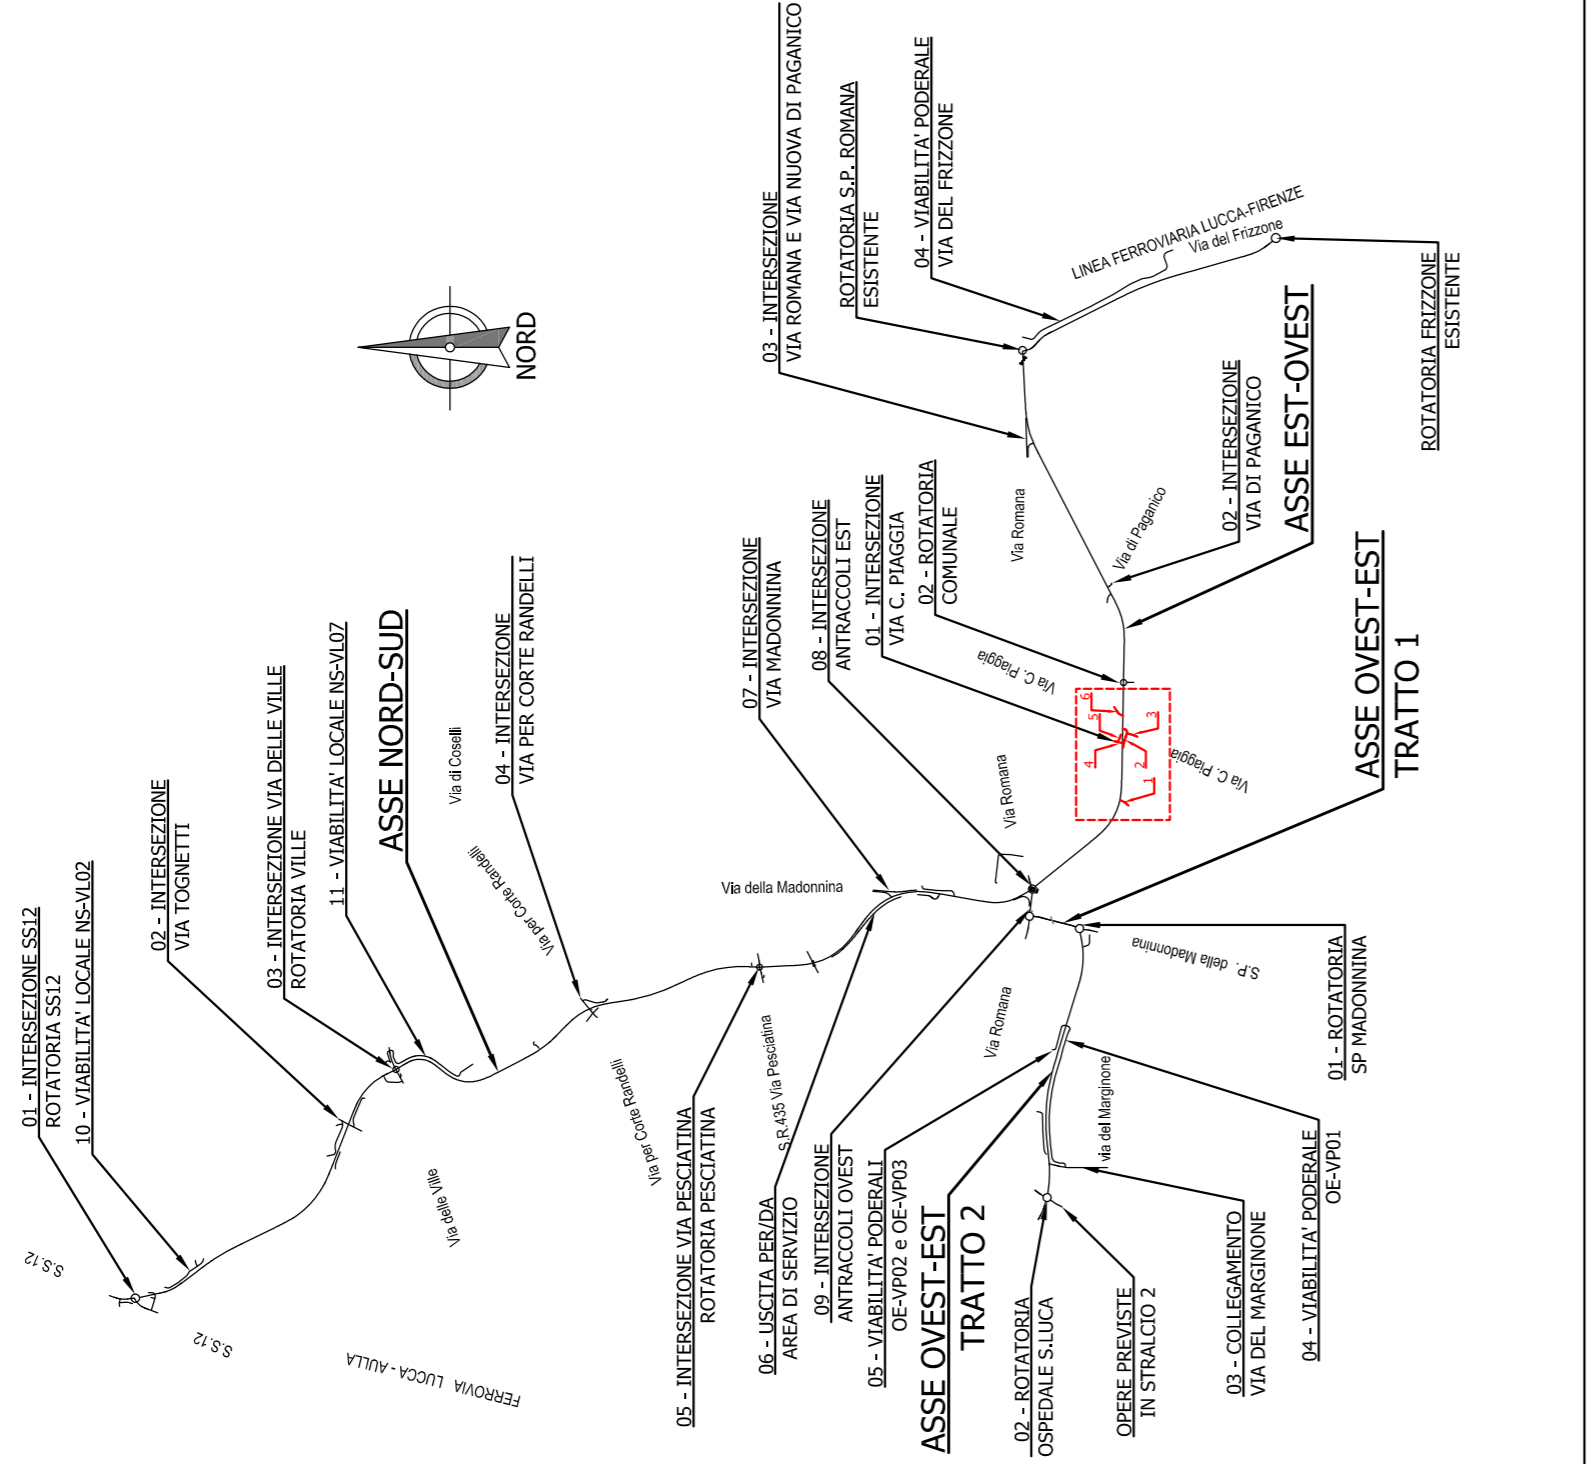 01 - INTERSEZIONE SS12
ROTATORIA SS12
10 - VIABILITA' LOCALE NS-VL02
02 - INTERSEZIONE
VIA TOGNETTI
03 - INTERSEZIONE VIA DELLE VILLE
ROTATORIA VILLE
11 - VIABILITA' LOCALE NS-VL07
ASSE NORD-SUD
Via di Coselli
04 - INTERSEZIONE
VIA PER CORTE RANDELLI
NORD
S.S.12
S.S.12
FERROVIA LUCCA - AULLA
Via delle Ville
Via per Corte Randelli
Via per Corte Randelli
05 - INTERSEZIONE VIA PESCIATINA
ROTATORIA PESCIATINA
S.R.435 Via Pesciatina
06 - USCITA PER/DA
AREA DI SERVIZIO
Via della Madonnina
07 - INTERSEZIONE
VIA MADONNINA
08 - INTERSEZIONE
ANTRACCOLI EST
01 - INTERSEZIONE
VIA C. PIAGGIA
02 - ROTATORIA
COMUNALE
03 - INTERSEZIONE
VIA ROMANA E VIA NUOVA DI PAGANICO
ROTATORIA S.P. ROMANA
ESISTENTE
04 - VIABILITA' PODERALE
VIA DEL FRIZZONE
LINEA FERROVIARIA LUCCA-FIRENZE
Via del Frizzone
ROTATORIA FRIZZONE
ESISTENTE
Via Romana
Via di Paganico
02 - INTERSEZIONE
VIA DI PAGANICO
ASSE EST-OVEST
Via C. Piaggia
6
5
4
3
2
1
Via C. Piaggia
Via Romana
ASSE OVEST-EST
TRATTO 1
09 - INTERSEZIONE
ANTRACCOLI OVEST
Via Romana
S.P. della Madonnina
01 - ROTATORIA
SP MADONNINA
05 - VIABILITA' PODERALI
OE-VP02 e OE-VP03
ASSE OVEST-EST
TRATTO 2
via del Marginone
02 - ROTATORIA
OSPEDALE S.LUCA
OPERE PREVISTE
IN STRALCIO 2
03 - COLLEGAMENTO
VIA DEL MARGINONE
04 - VIABILITA' PODERALE
OE-VP01